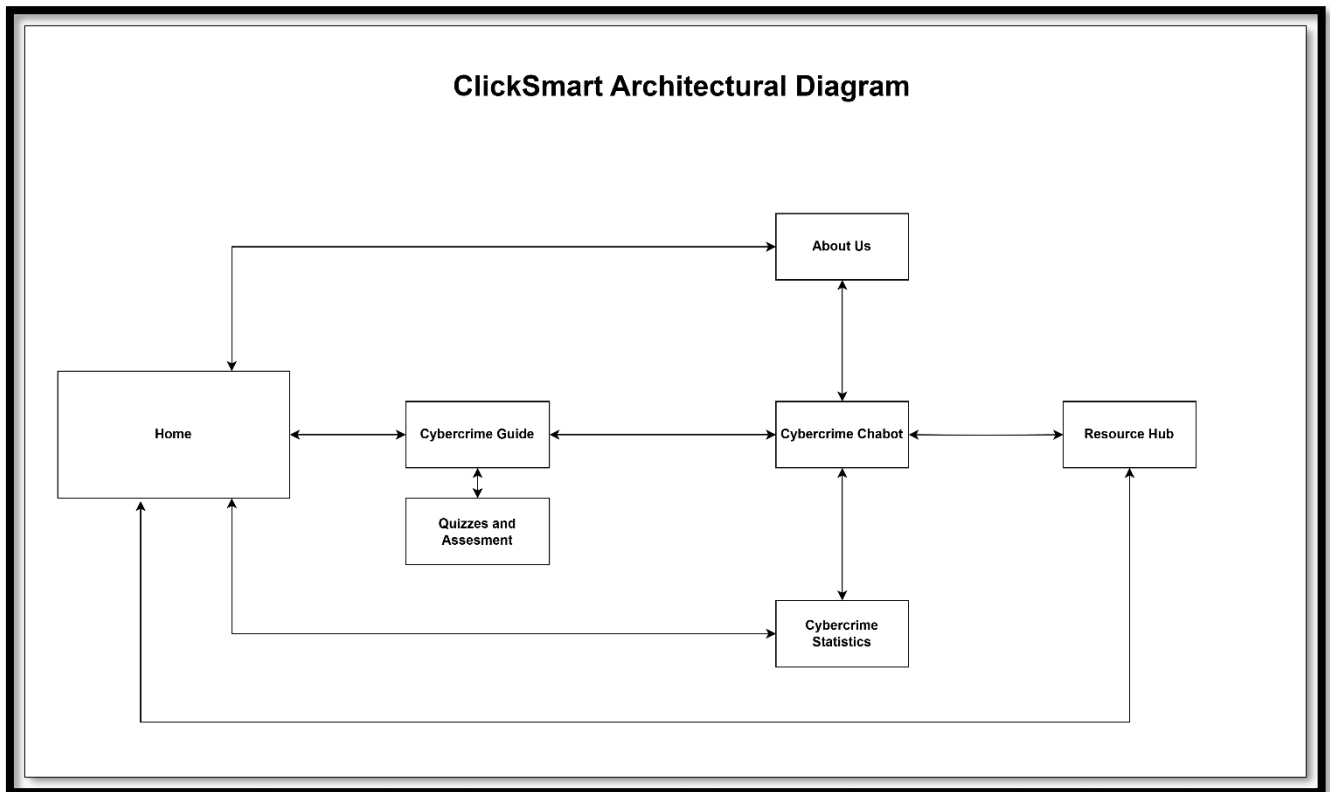 ClickSmart Architectural Diagram
About Us
Home
Cybercrime Guide
Cybercrime Chabot
Resource Hub
Quizzes and
Assesment
Cybercrime
Statistics